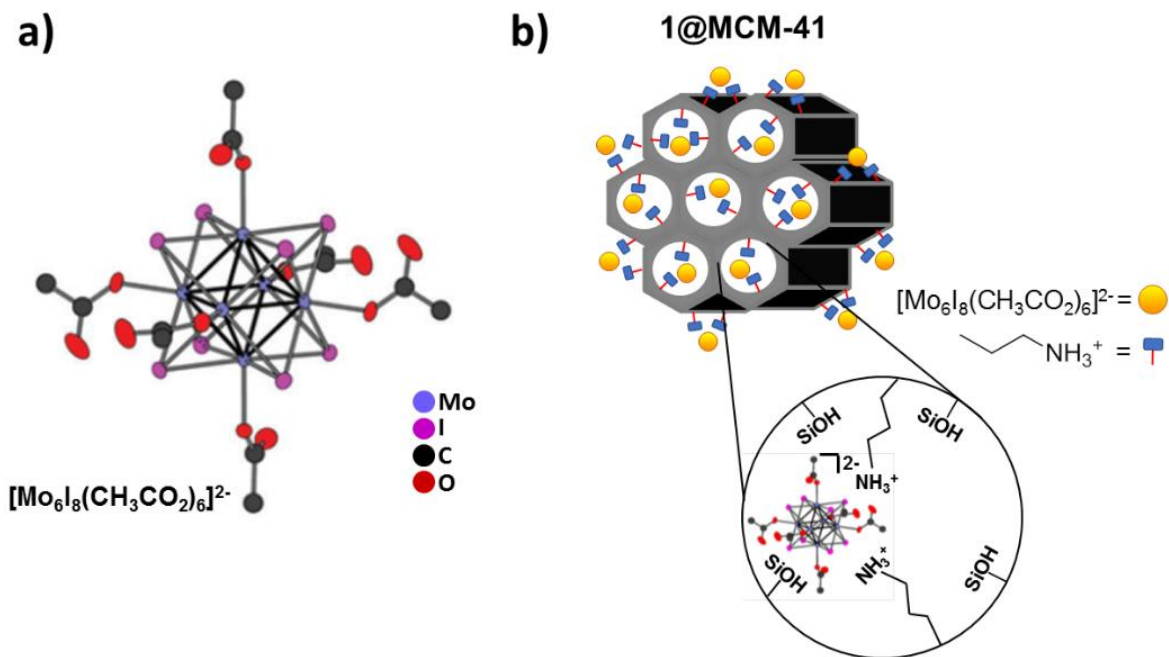 a)
[Mo₆I₈(CH₃CO₂)₆]²⁻
Mo
I
C
O
b)
1@MCM-41
[Mo₆I₈(CH₃CO₂)₆]²⁻ =
NH₃⁺ =
SiOH
SiOH
2-
NH₃⁺
NH₃⁺
SiOH
SiOH